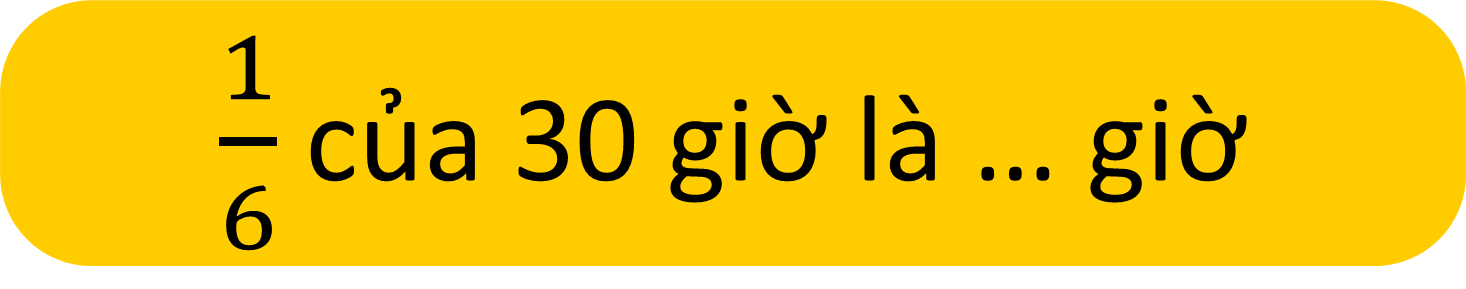 1/6 của 30 giờ là ... giờ